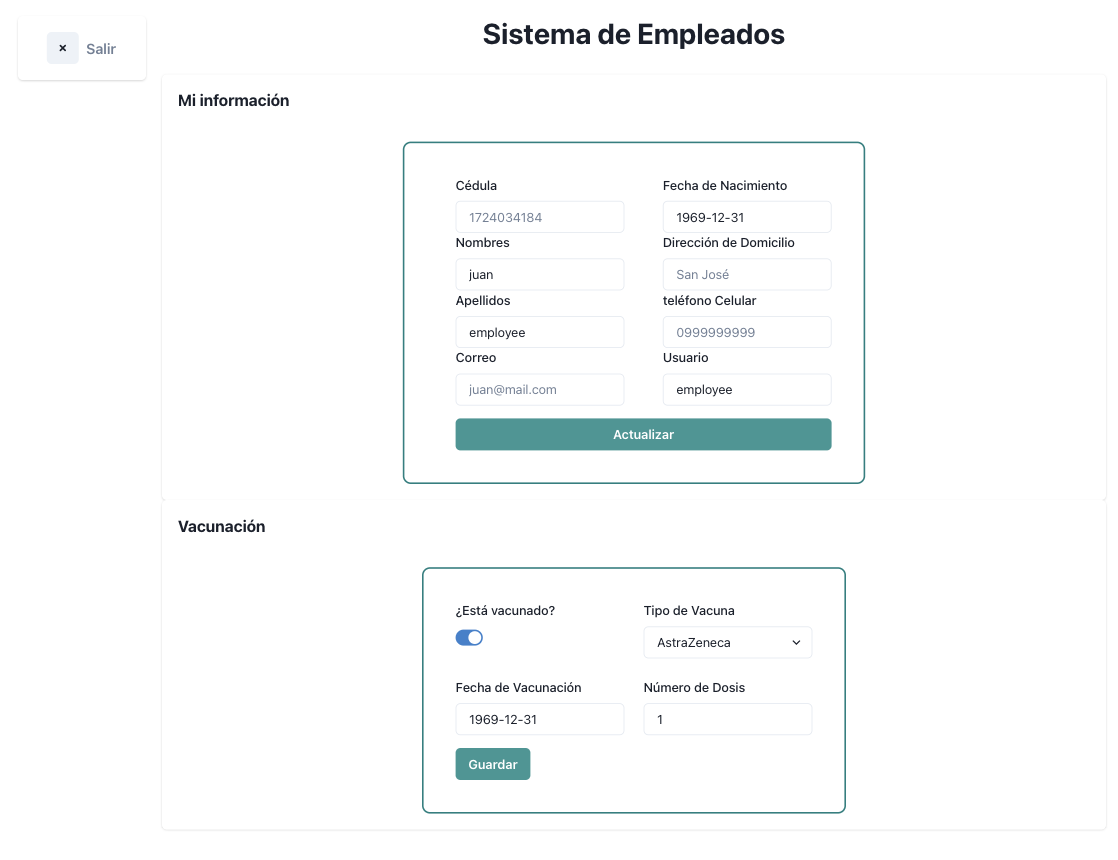 × Salir
Sistema de Empleados
Mi información
Cédula
1724034184
Fecha de Nacimiento
1969-12-31
Nombres
juan
Dirección de Domicilio
San José
Apellidos
employee
teléfono Celular
0999999999
Correo
juan@mail.com
Usuario
employee
Actualizar
Vacunación
¿Está vacunado?
Tipo de Vacuna
AstraZeneca
Fecha de Vacunación
1969-12-31
Número de Dosis
1
Guardar